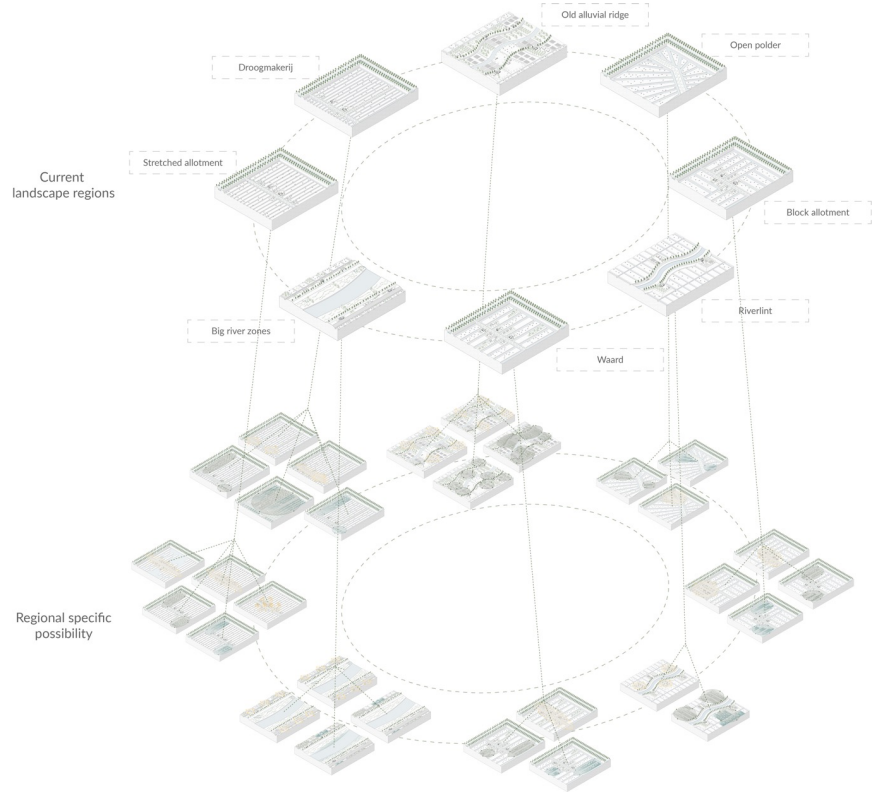 Old alluvial ridge
Open polder
Droogmakerij
Stretched allotment
Current
landscape regions
Block allotment
Riverlint
Big river zones
Waard
Regional specific
possibility